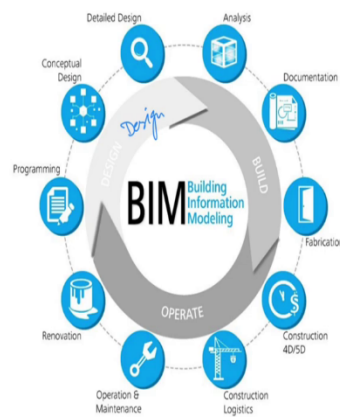 Detailed Design
Analysis
Conceptual
Design
Documentation
DESIGN
Design
Programming
BIM
Building
Information
Modeling
BUILD
Fabrication
OPERATE
Renovation
Construction
4D/5D
Operation &
Maintenance
Construction
Logistics